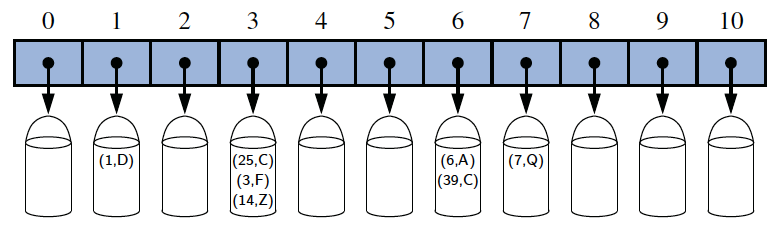 0 1 2 3 4 5 6 7 8 9 10
(1,D) (25,C) (6,A) (7,Q)
(3,F) (39,C)
(14,Z)